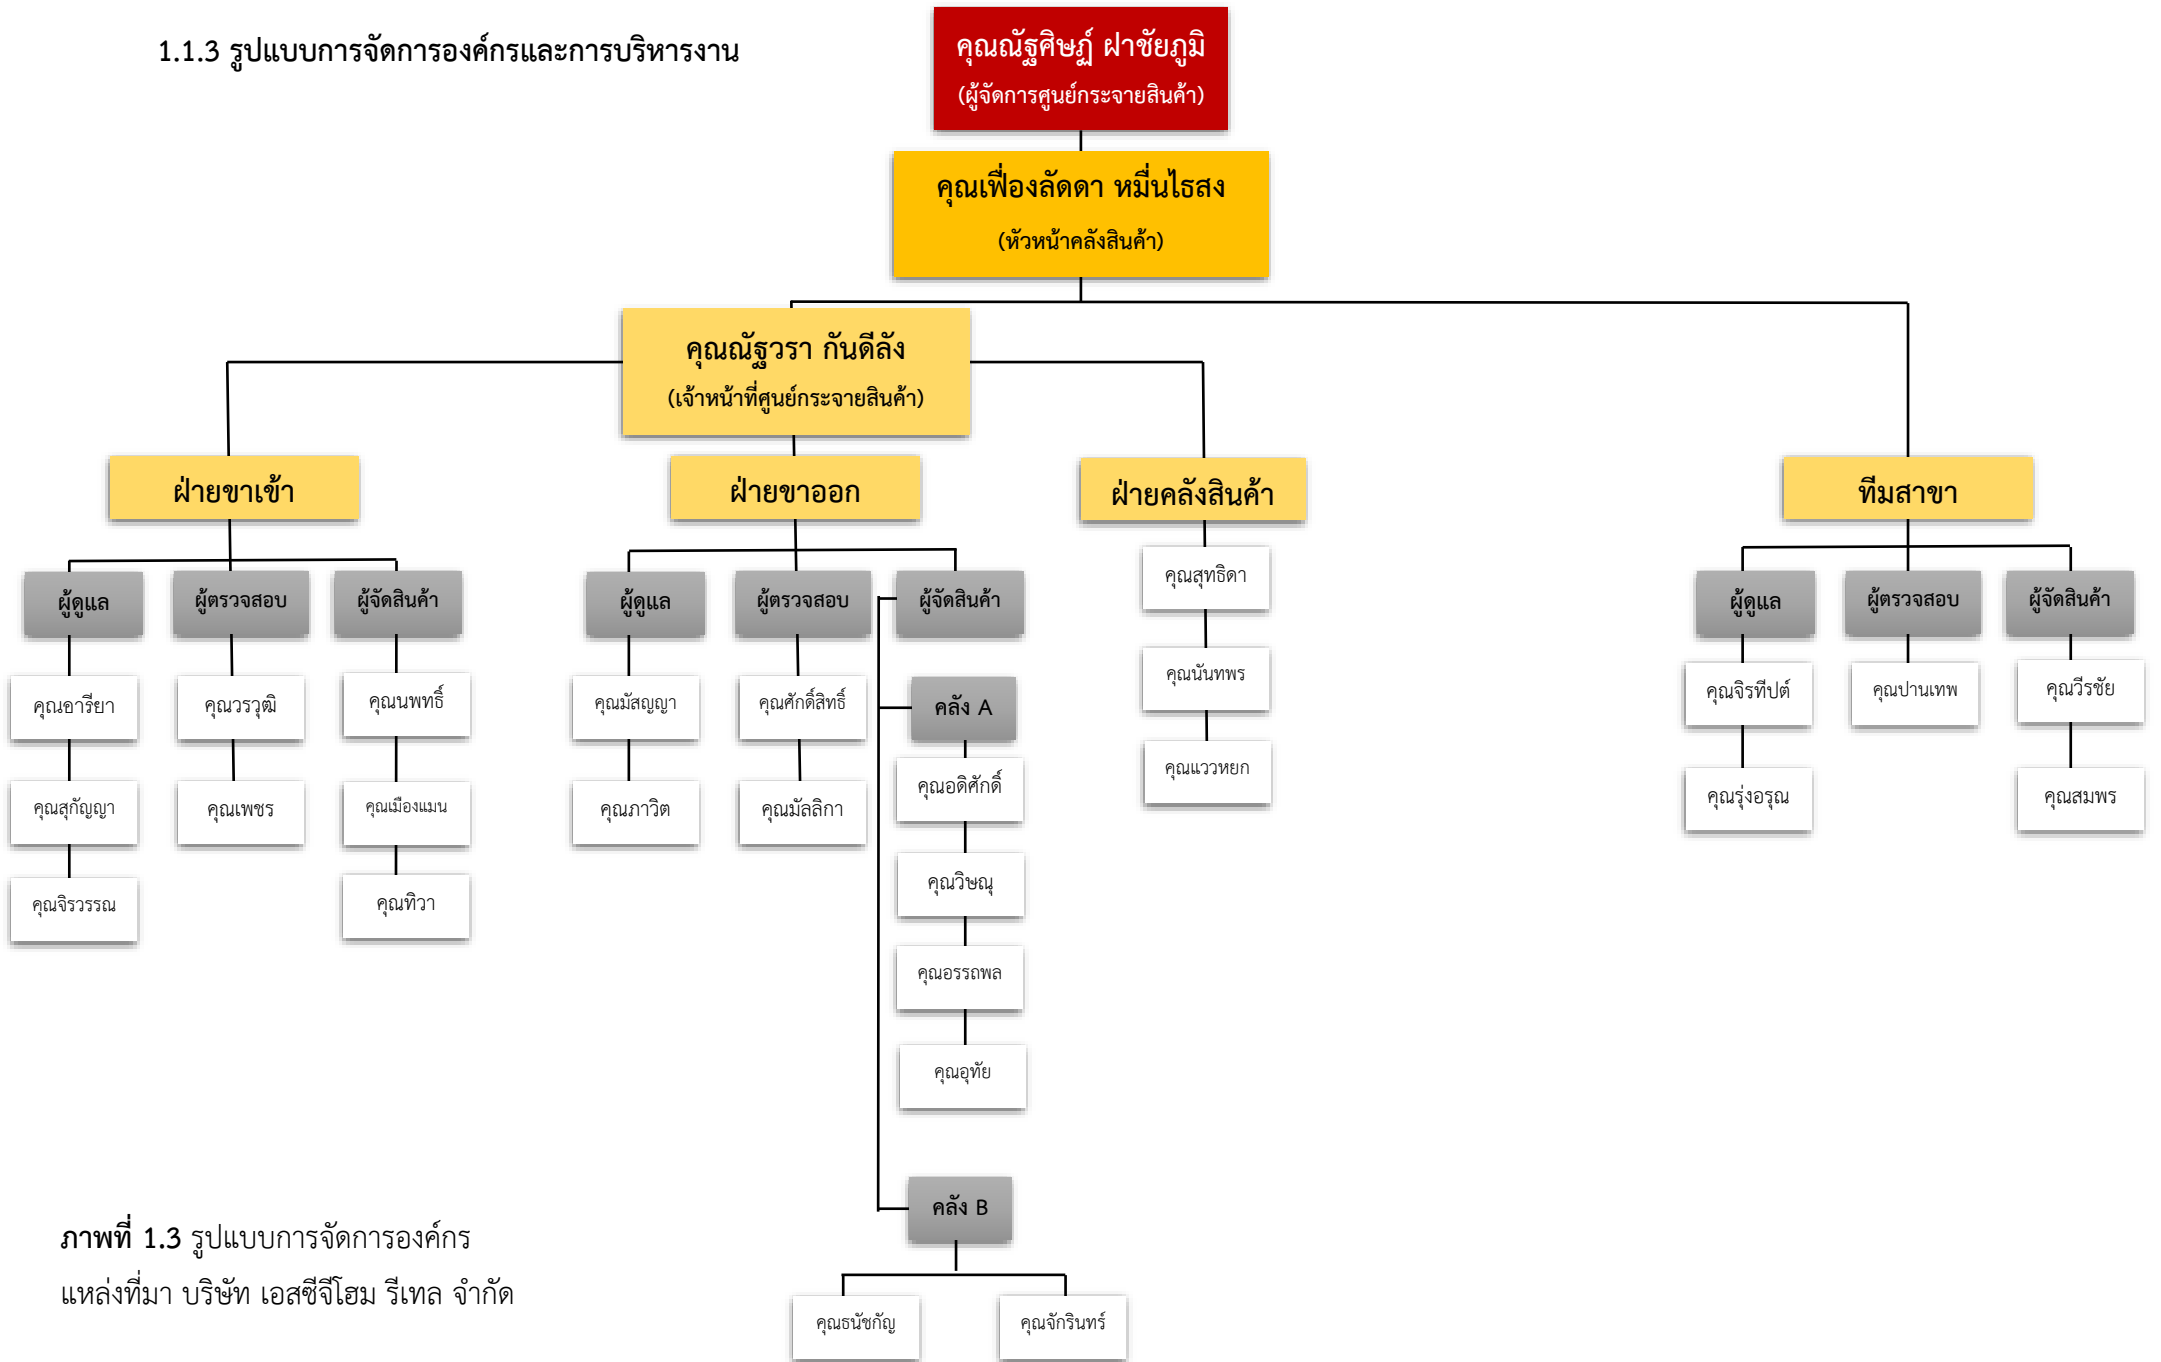 1.1.3 รูปแบบการจัดการองค์กรและการบริหารงาน
คุณณัฐศิษฏ์ ฝาชัยภูมิ
(ผู้จัดการศูนย์กระจายสินค้า)
คุณเฟื่องลัดดา หมื่นไธสง
(หัวหน้าคลังสินค้า)
คุณณัฐวรา กันดีลัง
(เจ้าหน้าที่ศูนย์กระจายสินค้า)
ฝ่ายขาเข้า
ผู้ดูแล
คุณอารียา
คุณสุกัญญา
คุณจิรวรรณ
ผู้ตรวจสอบ
คุณวรวุฒิ
คุณเพชร
ผู้จัดสินค้า
คุณนพทธิ์
คุณเมืองแมน
คุณทิวา
ฝ่ายขาออก
ผู้ดูแล
คุณมัสญญา
คุณภาวิต
ผู้ตรวจสอบ
คุณศักดิ์สิทธิ์
คุณมัลลิกา
ผู้จัดสินค้า
คลัง A
คุณอดิศักดิ์
คุณวิษณุ
คุณอรรถพล
คุณอุทัย
คลัง B
คุณธนัชกัญ
คุณจักรินทร์
ฝ่ายคลังสินค้า
คุณสุทธิดา
คุณนันทพร
คุณแววหยก
ทีมสาขา
ผู้ดูแล
คุณจิรทีปต์
คุณรุ่งอรุณ
ผู้ตรวจสอบ
คุณปานเทพ
ผู้จัดสินค้า
คุณวีรชัย
คุณสมพร
ภาพที่ 1.3 รูปแบบการจัดการองค์กร
แหล่งที่มา บริษัท เอสซีจีโฮม รีเทล จำกัด